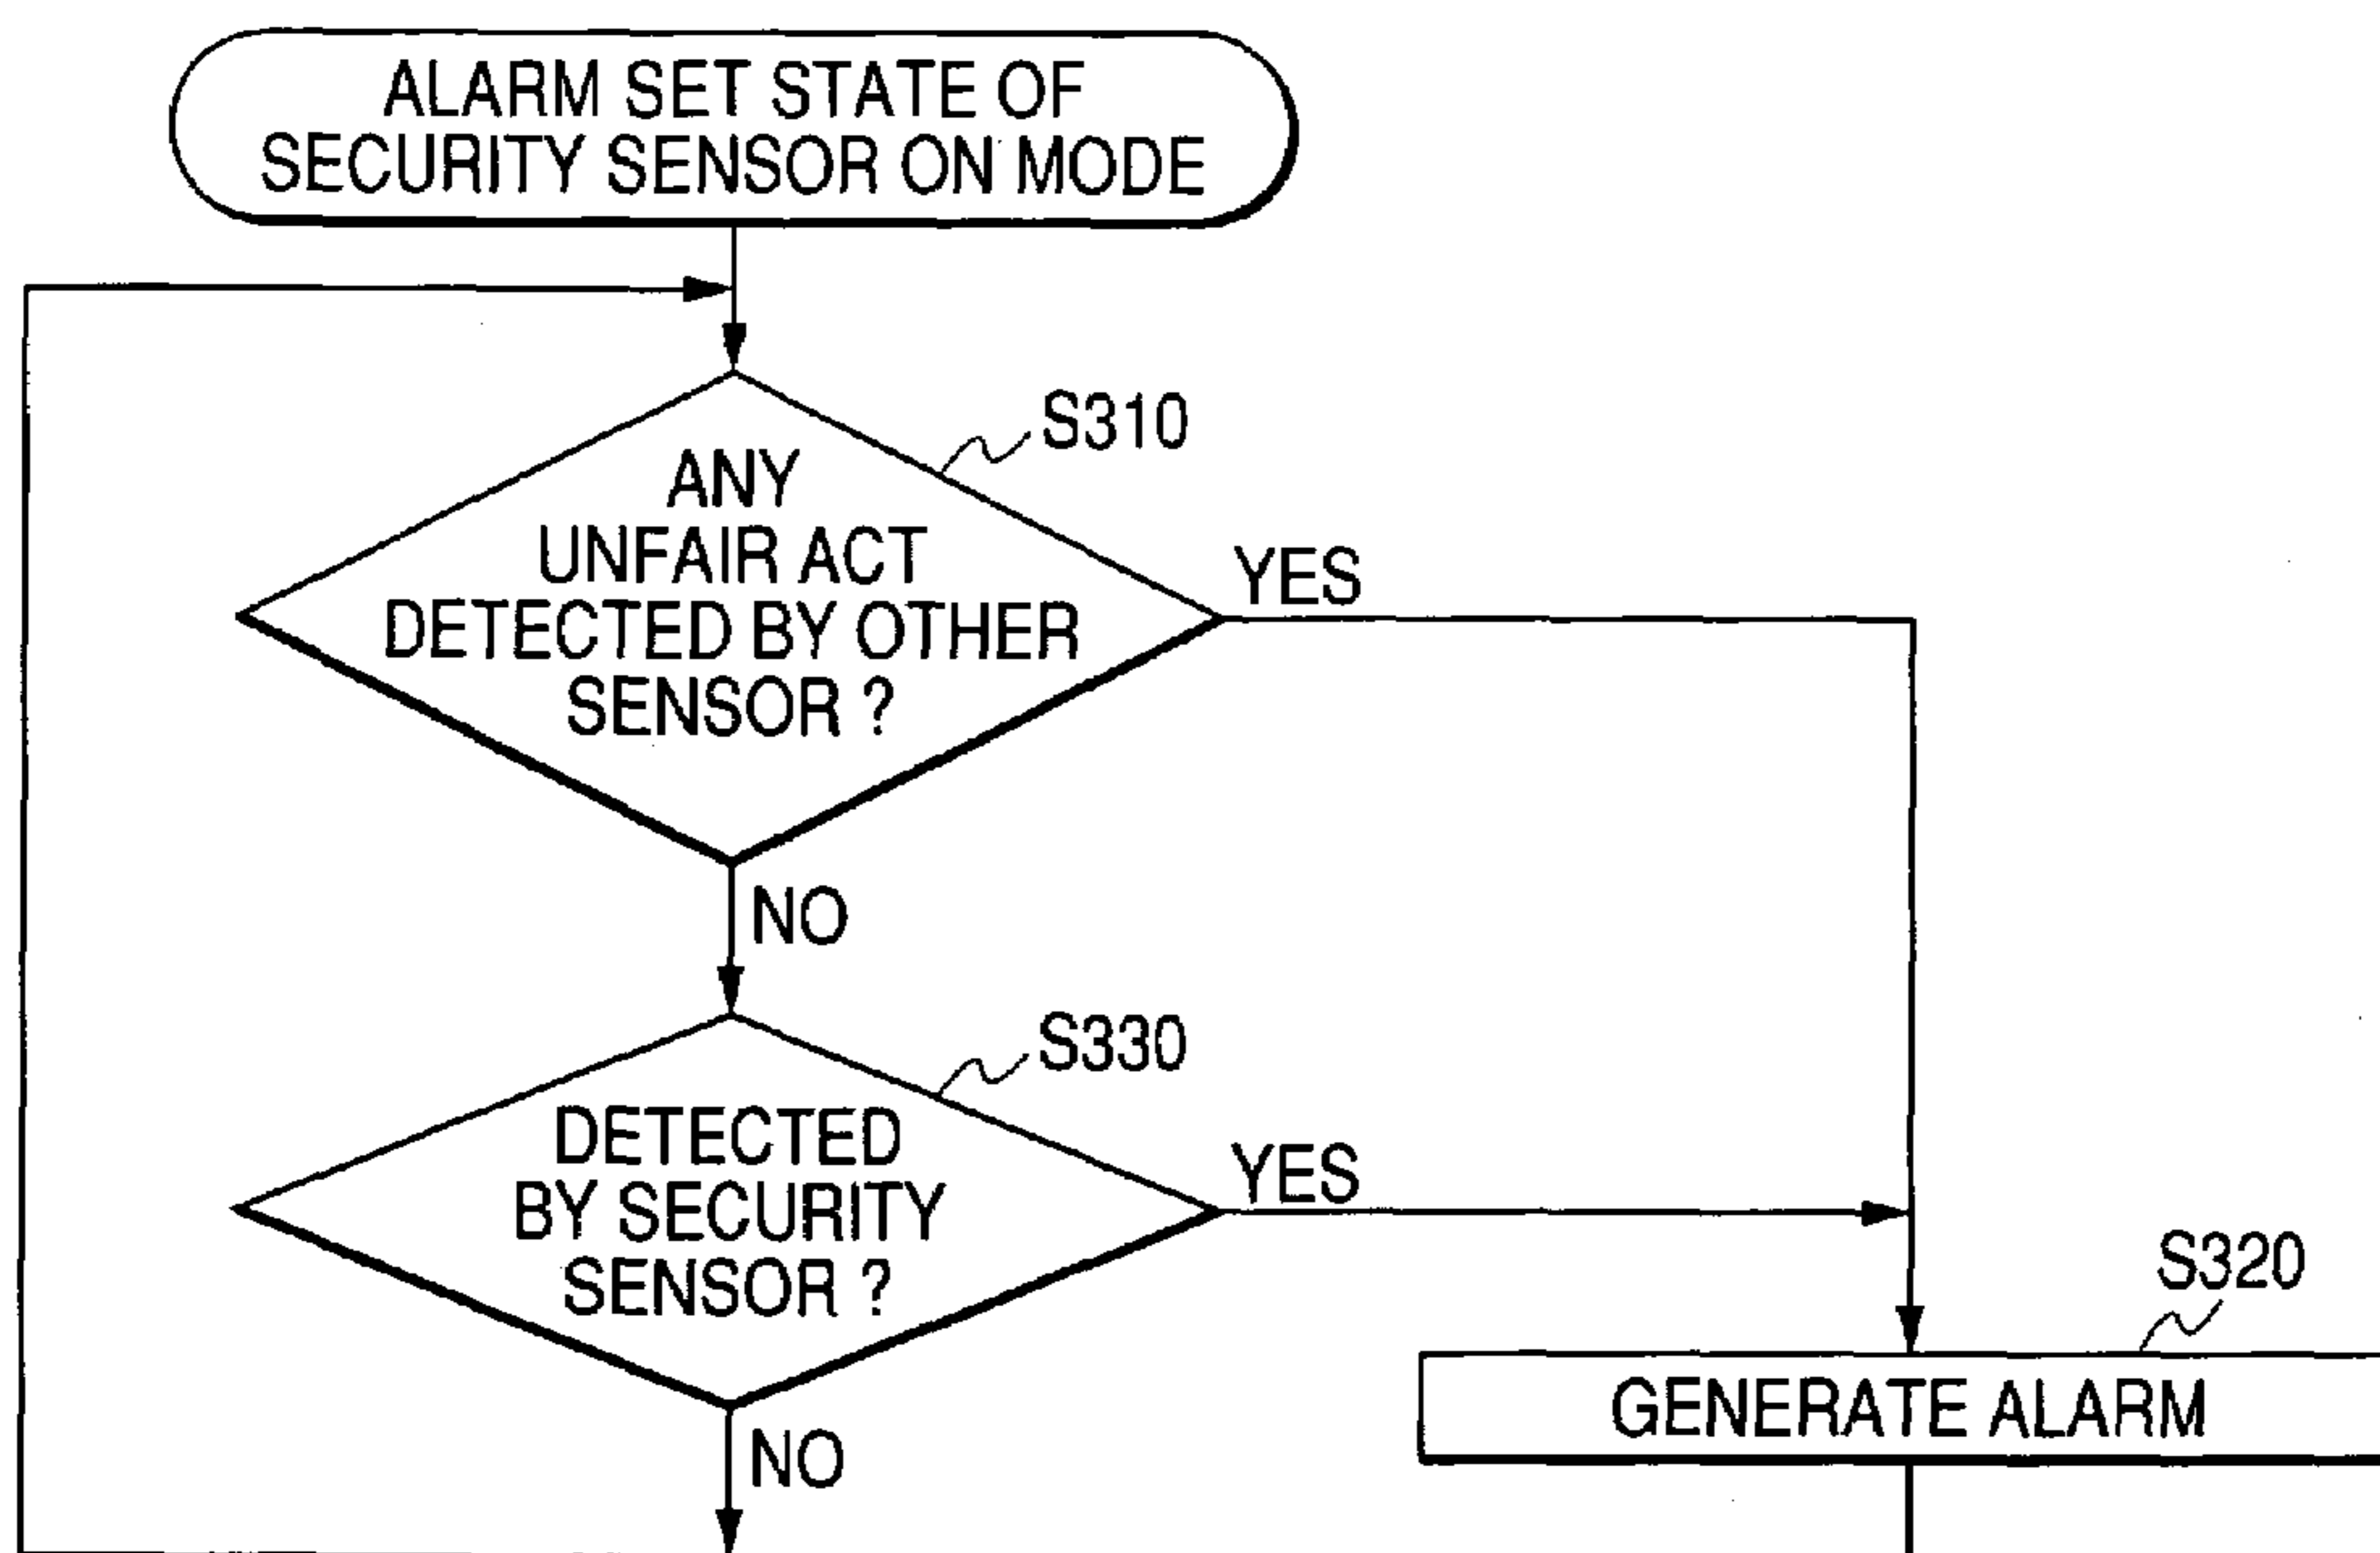 ALARM SET STATE OF
SECURITY SENSOR ON MODE
S310
ANY
UNFAIR ACT
DETECTED BY OTHER
SENSOR ?
YES
NO
S330
DETECTED
BY SECURITY
SENSOR ?
YES
S320
GENERATE ALARM
NO